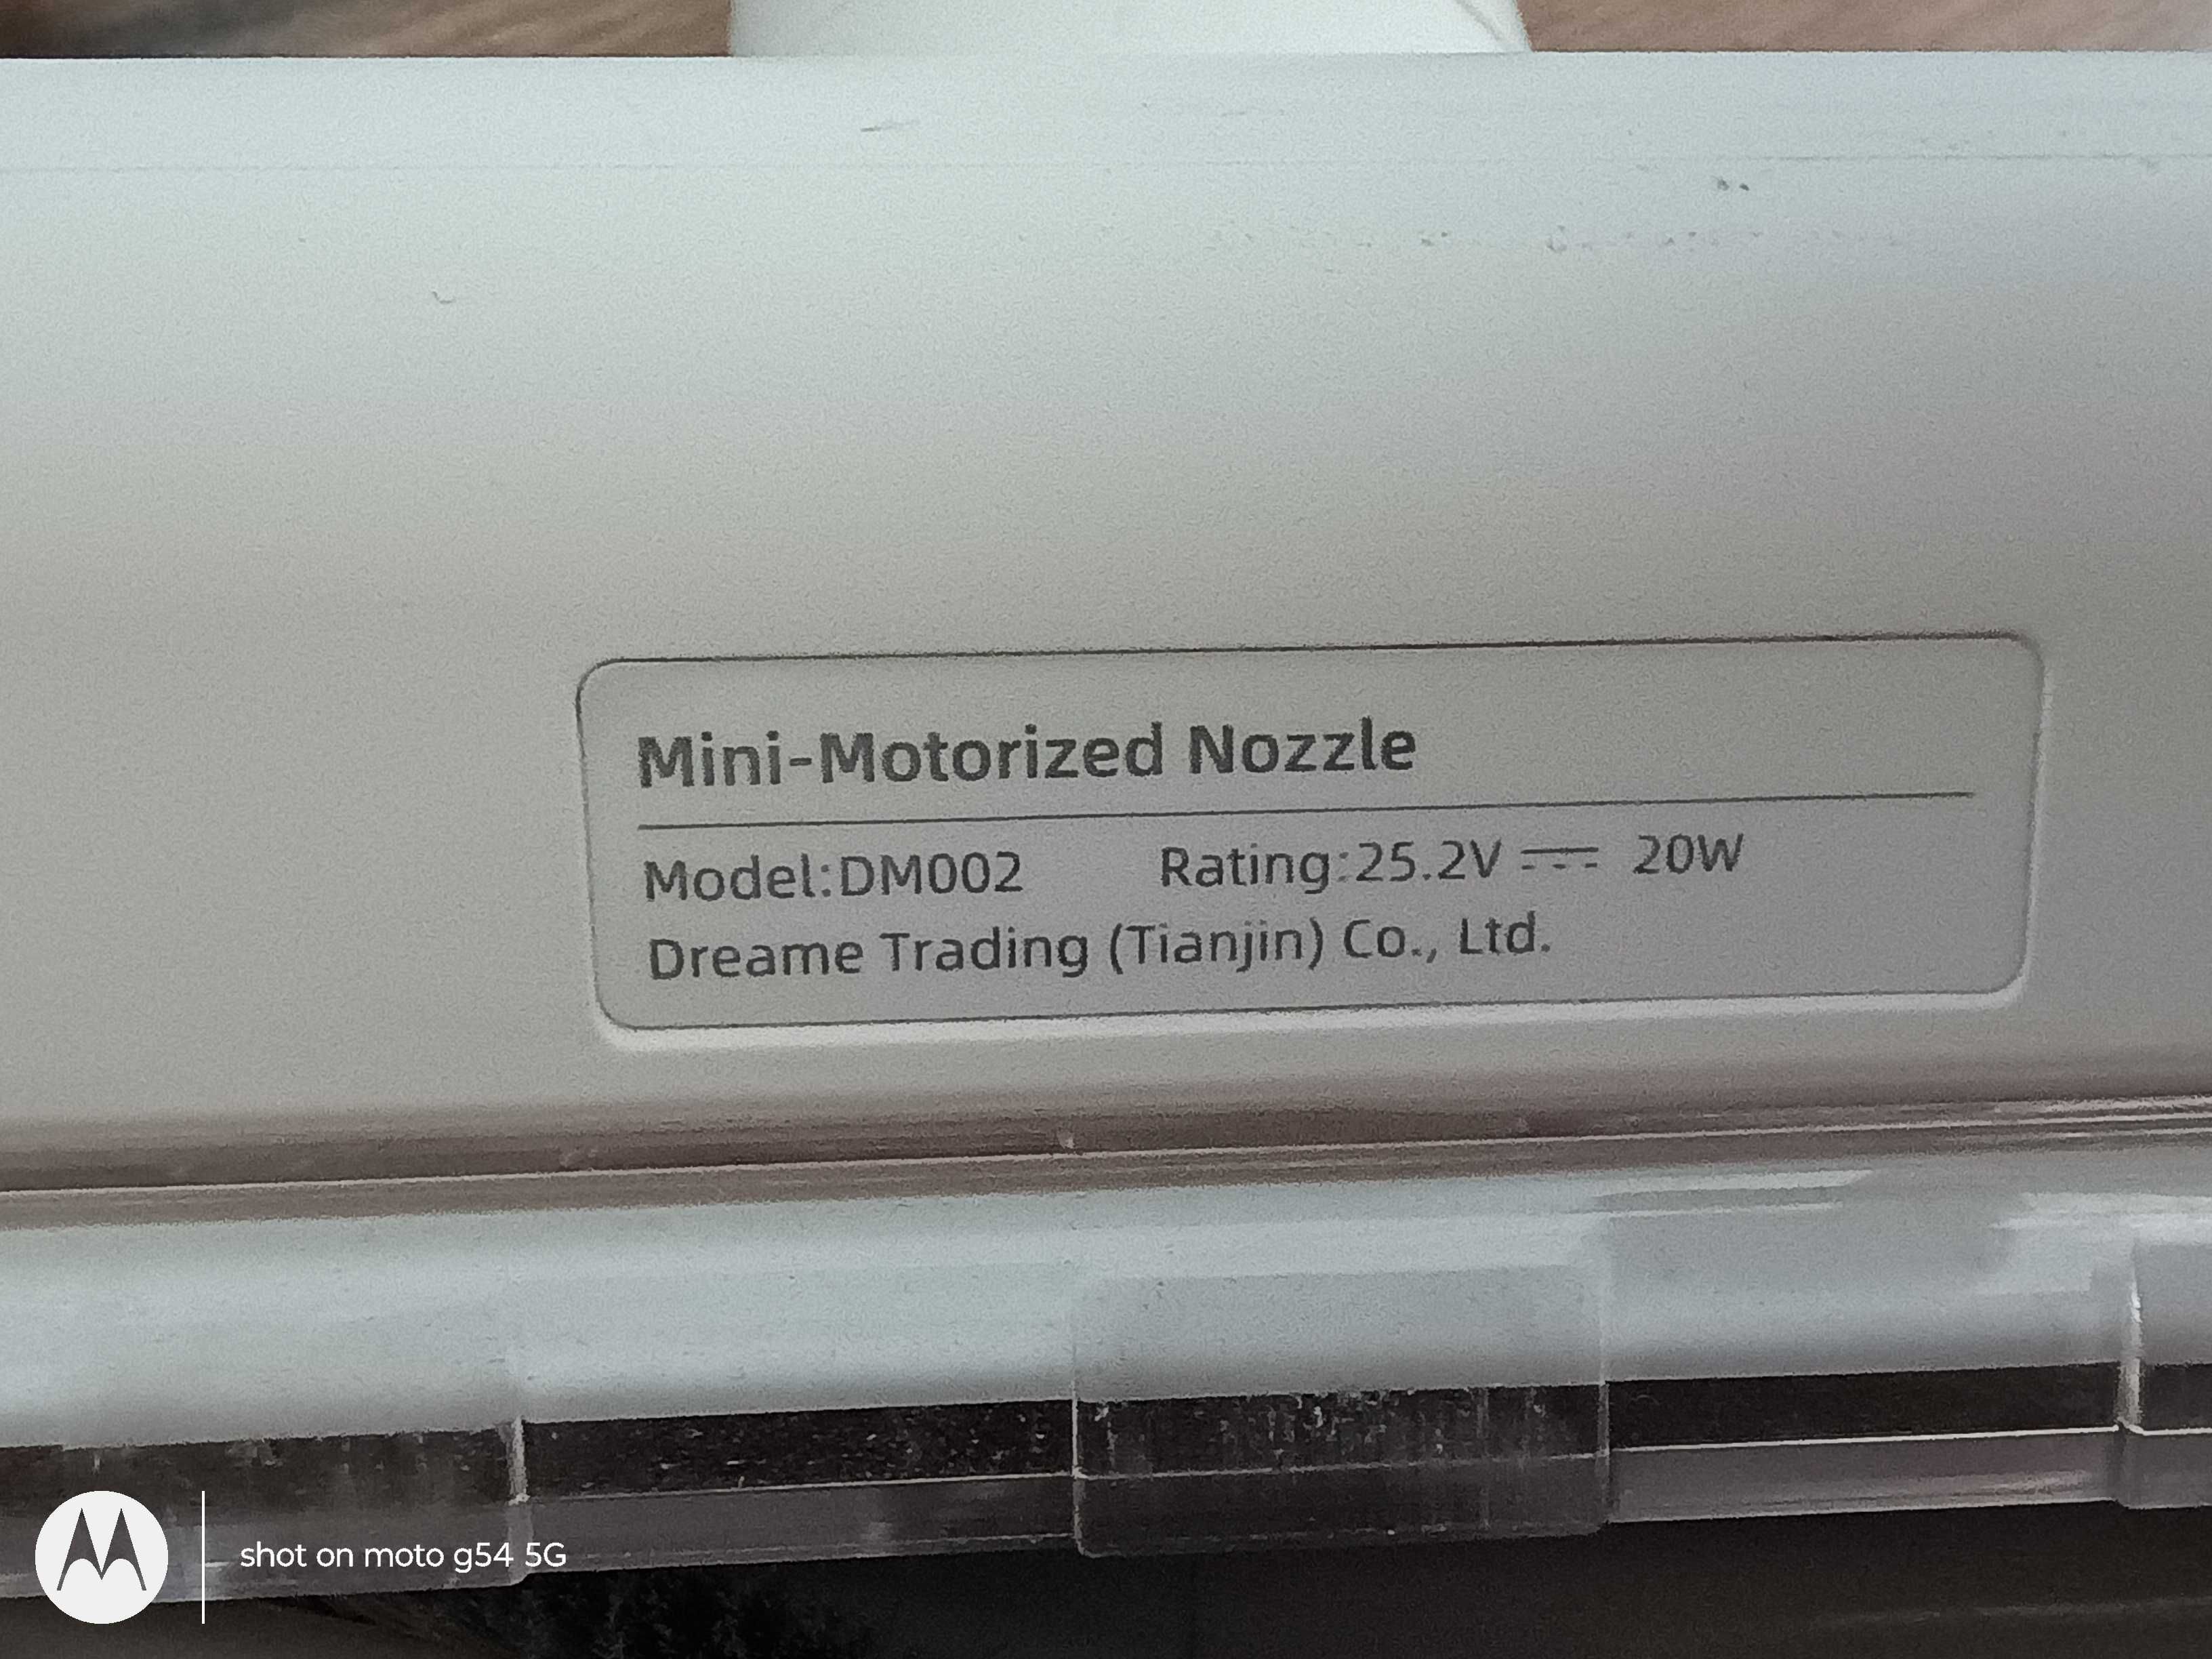 Mini-Motorized Nozzle
Model:DM002 Rating:25.2V ⎓ 20W
Dreame Trading (Tianjin) Co., Ltd.
shot on moto g54 5G